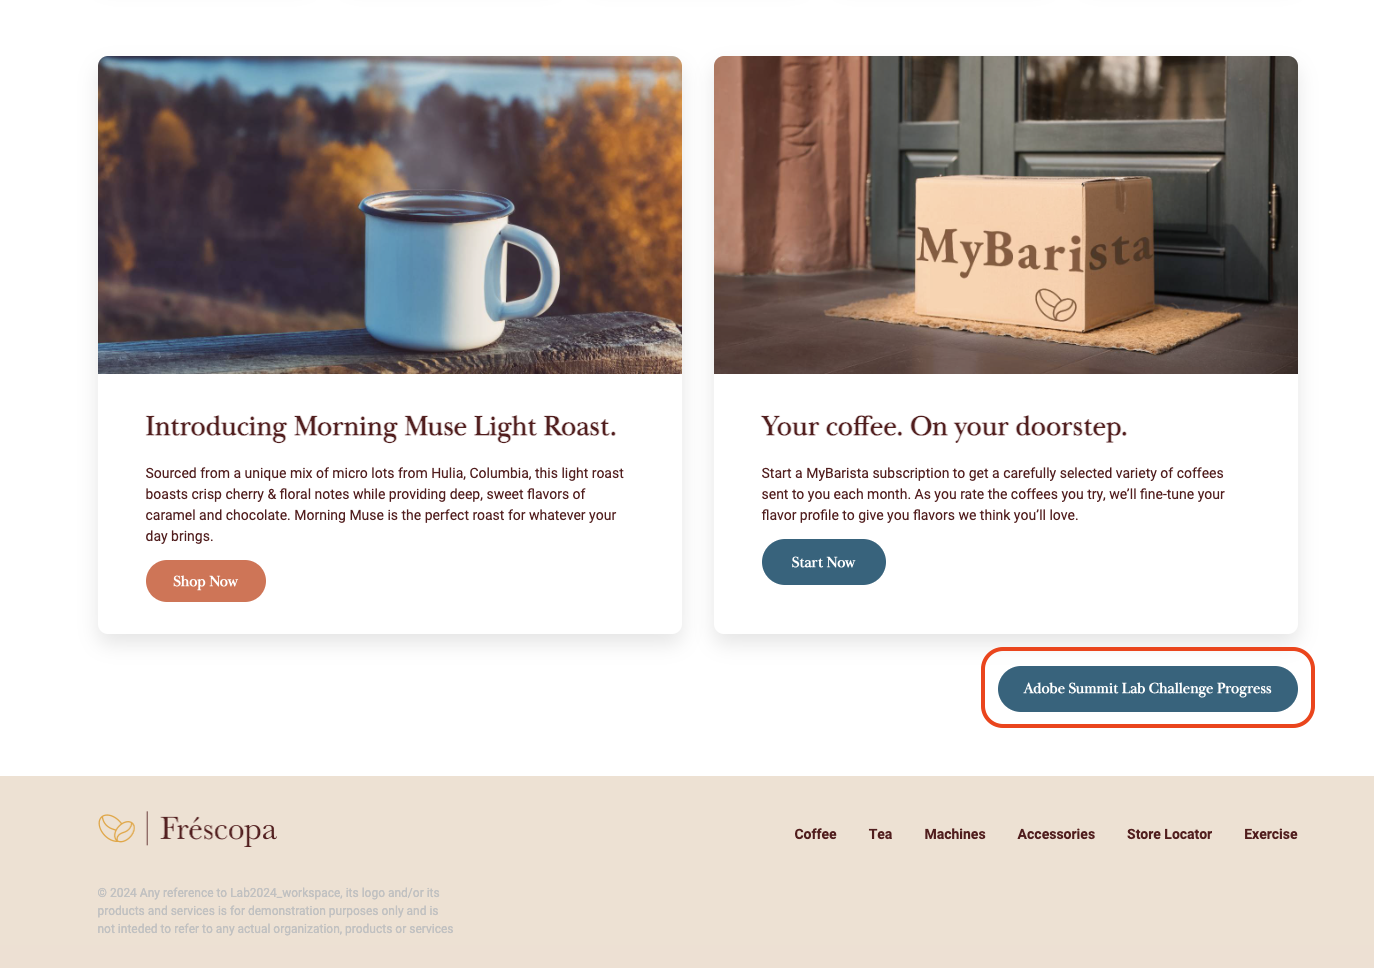 MyBarista
Introducing Morning Muse Light Roast.
Sourced from a unique mix of micro lots from Hulia, Columbia, this light roast
boasts crisp cherry & floral notes while providing deep, sweet flavors of
caramel and chocolate. Morning Muse is the perfect roast for whatever your
day brings.
Shop Now
Your coffee. On your doorstep.
Start a MyBarista subscription to get a carefully selected variety of coffees
sent to you each month. As you rate the coffees you try, we’ll fine-tune your
flavor profile to give you flavors we think you’ll love.
Start Now
Adobe Summit Lab Challenge Progress
Fréscopa
Coffee Tea Machines Accessories Store Locator Exercise
© 2024 Any reference to Lab2024_workspace, its logo and/or its
products and services is for demonstration purposes only and is
not inteded to refer to any actual organization, products or services